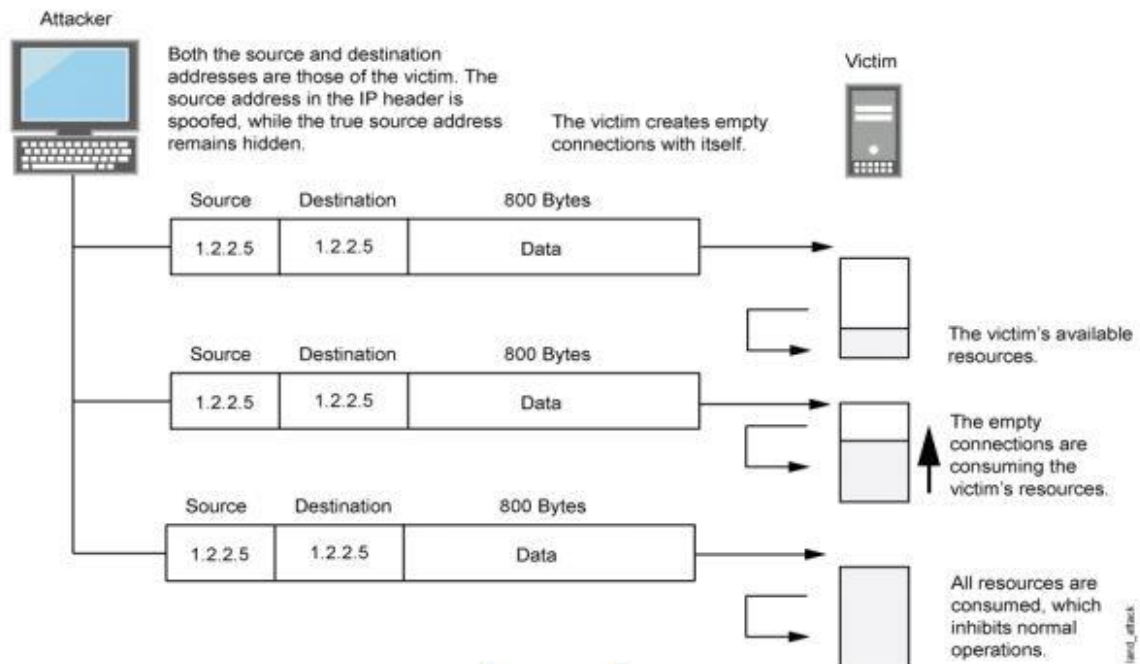 Attacker
Both the source and destination
addresses are those of the victim. The
source address in the IP header is
spoofed, while the true source address
remains hidden.
The victim creates empty
connections with itself.
Victim
Source Destination 800 Bytes
1.2.2.5 1.2.2.5 Data
The victim's available
resources.
Source Destination 800 Bytes
1.2.2.5 1.2.2.5 Data
The empty
connections are
consuming the
victim's resources.
Source Destination 800 Bytes
1.2.2.5 1.2.2.5 Data
All resources are
consumed, which
inhibits normal
operations.
land_attack